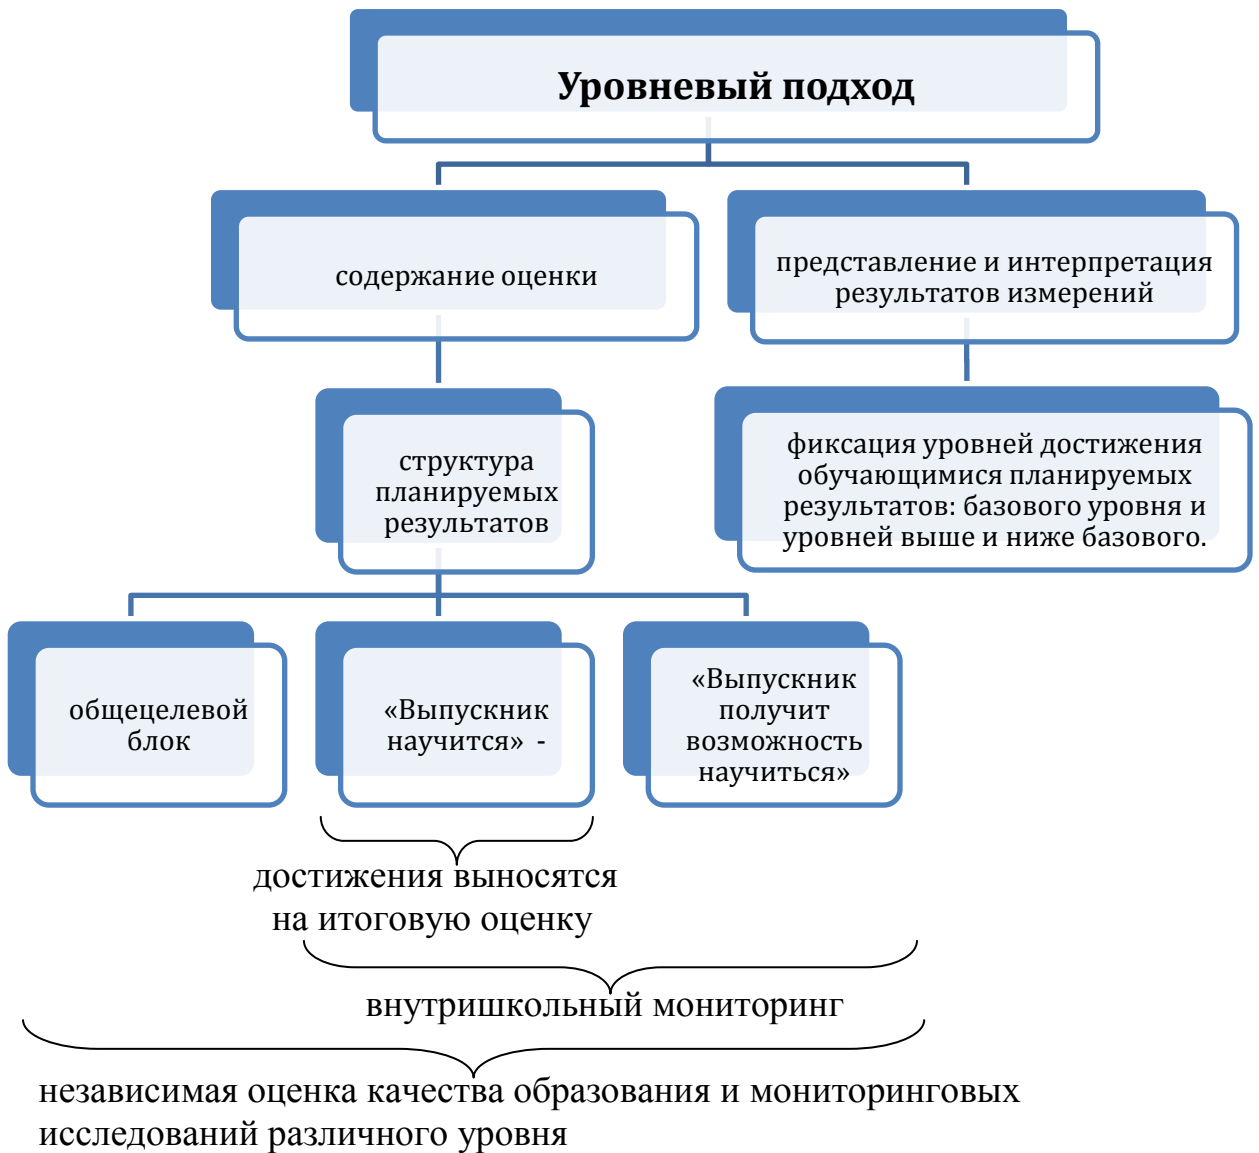 Уровневый подход
содержание оценки
представление и интерпретация
результатов измерений
структура
планируемых
результатов
фиксация уровней достижения
обучающимися планируемых
результатов: базового уровня и
уровней выше и ниже базового.
общецелевой
блок
«Выпускник
научится» -
«Выпускник
получит
возможность
научиться»
достижения выносятся
на итоговую оценку
внутришкольный мониторинг
независимая оценка качества образования и мониторинговых
исследований различного уровня